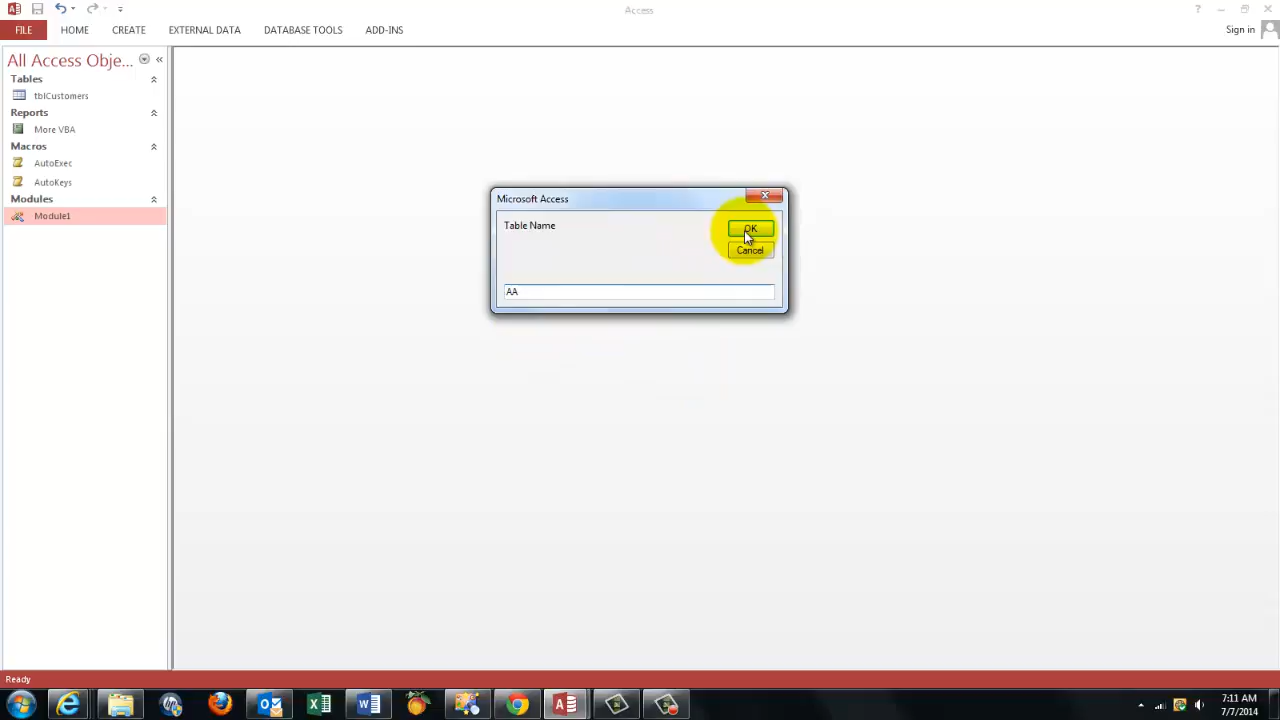 Access
?
FILE HOME CREATE EXTERNAL DATA DATABASE TOOLS ADD-INS Sign in
All Access Obje... «
Tables
tblCustomers
Reports
More VBA
Macros
AutoExec
AutoKeys
Modules
Module1
Microsoft Access
Table Name
OK
Cancel
AA
Ready
7:11 AM
7/7/2014